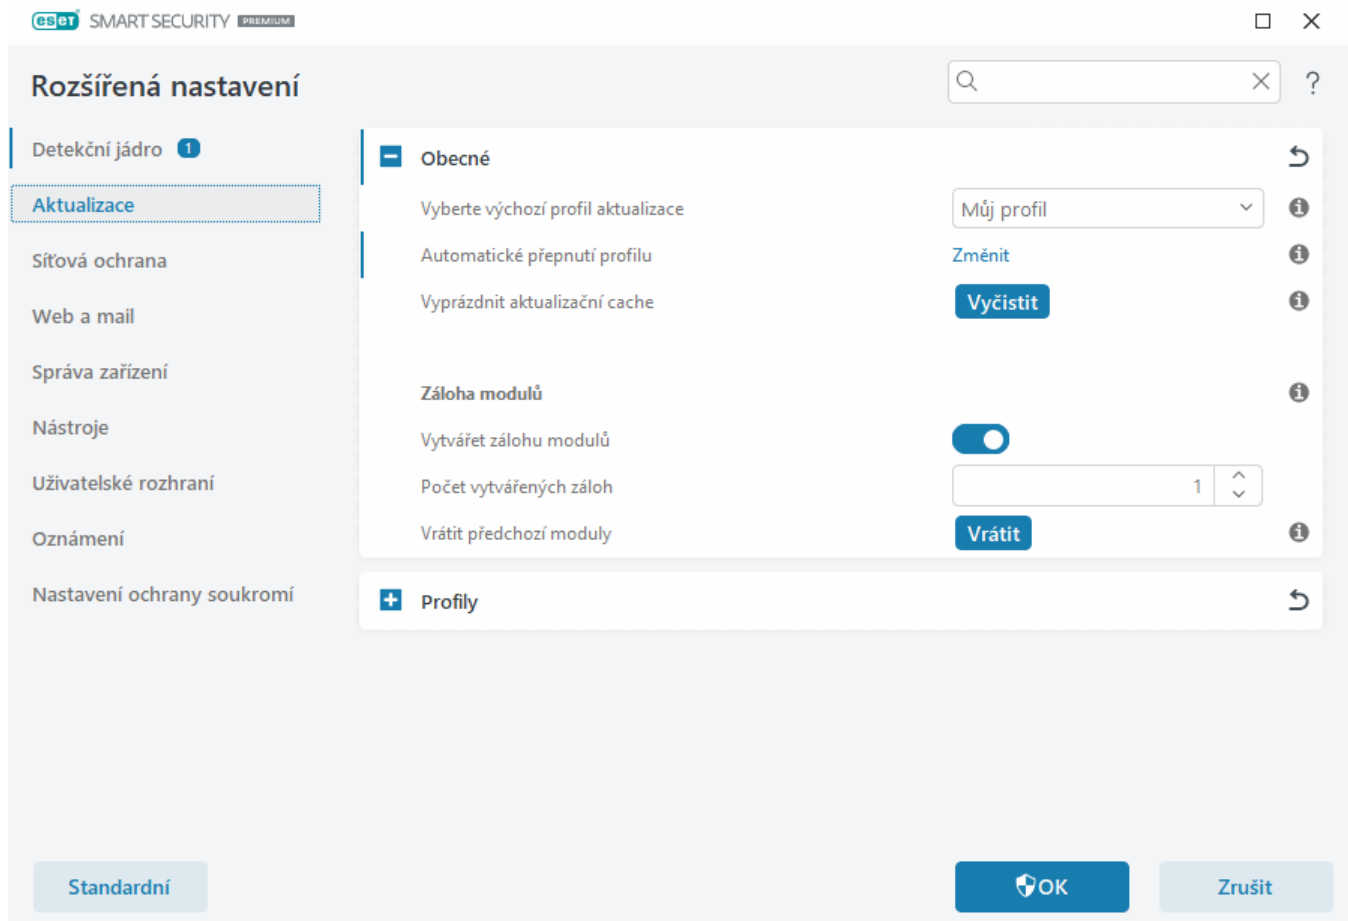 eset SMART SECURITY PREMIUM
Rozšířená nastavení
?
Detekční jádro 1
Aktualizace
Síťová ochrana
Web a mail
Správa zařízení
Nástroje
Uživatelské rozhraní
Oznámení
Nastavení ochrany soukromí
Obecné
Vyberte výchozí profil aktualizace Můj profil
Automatické přepnutí profilu Změnit
Vyprázdnit aktualizační cache Vyčistit
Záloha modulů
Vytvářet zálohu modulů
Počet vytvářených záloh 1
Vrátit předchozí moduly Vrátit
Profily
Standardní OK Zrušit